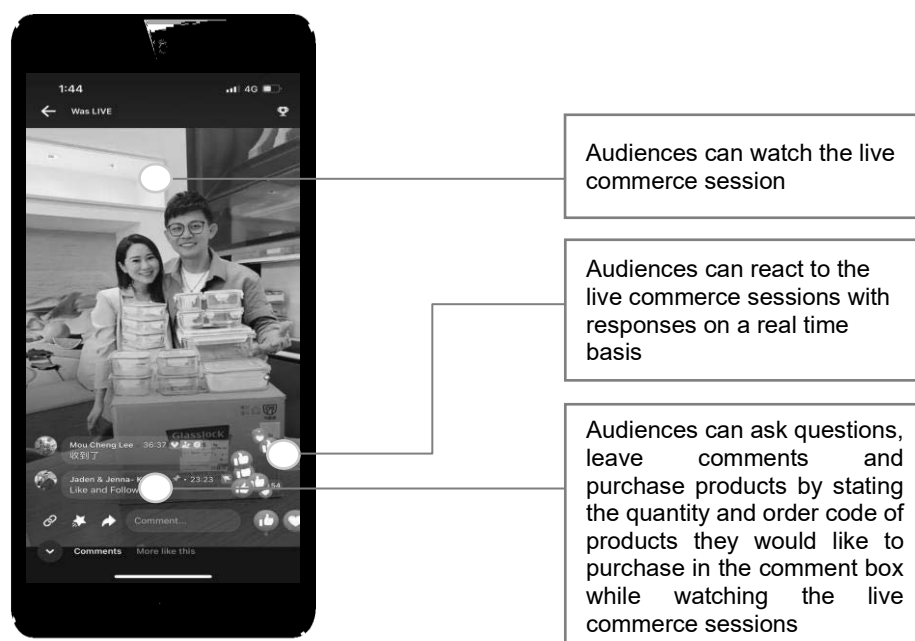 1:44
4G
Was LIVE
Audiences can watch the live
commerce session
Audiences can react to the
live commerce sessions with
responses on a real time
basis
Glasslock
Mou Cheng Lee 36:37
收到了
Jaden & Jenna- 23:23
Like and Follow
54
Comment...
Comments More like this
Audiences can ask questions,
leave comments and
purchase products by stating
the quantity and order code of
products they would like to
purchase in the comment box
while watching the live
commerce sessions